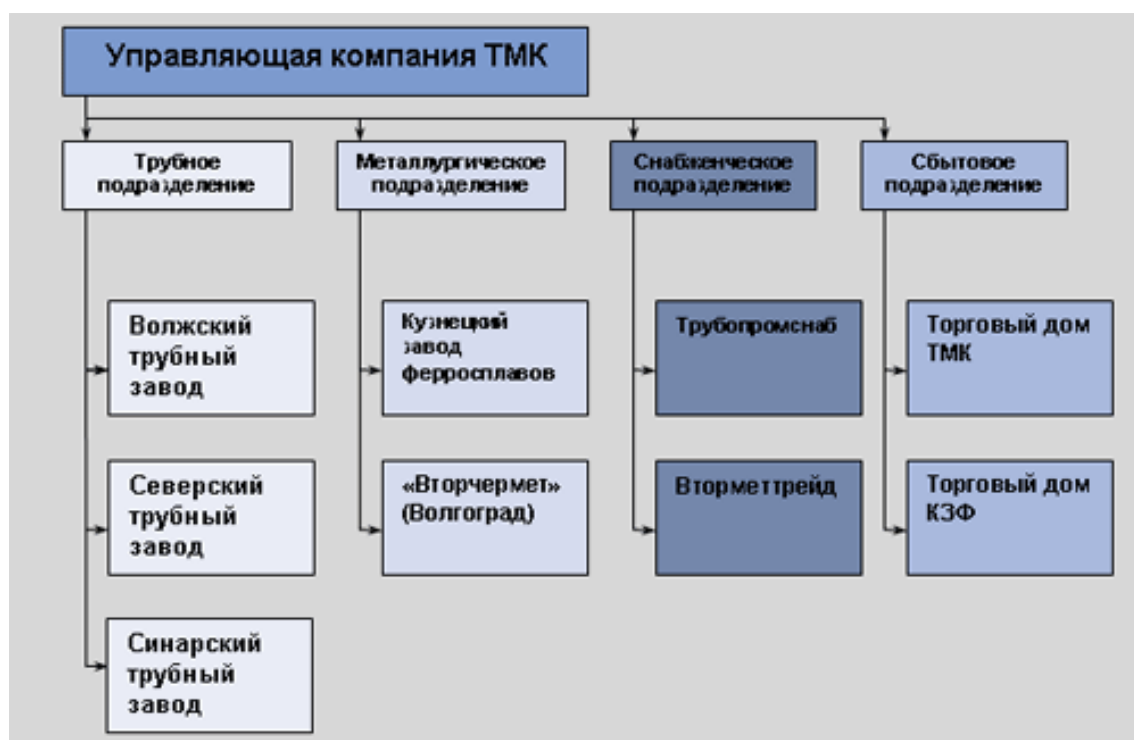 Управляющая компания ТМК
Трубное
подразделение
Металлургическое
подразделение
Снабженческое
подразделение
Сбытовое
подразделение
Волжский
трубный
завод
Кузнецкий
завод
ферросплавов
Трубопромснаб
Торговый дом
ТМК
Северский
трубный
завод
«Вторчермет»
(Волгоград)
Вторметтрейд
Торговый дом
КЗФ
Синарский
трубный
завод